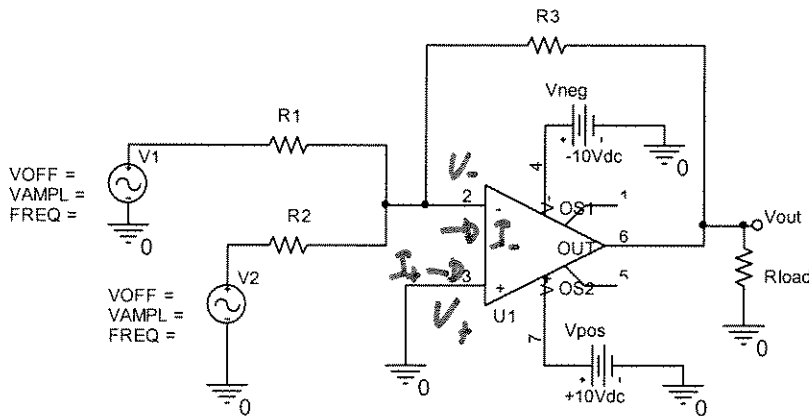 R3
Vneg
R1
V1
4
-10Vdc
0
VOFF =
VAMPL =
FREQ =
V-
2
-
V-
OS1
1
R2
0
I-
OUT
6
Vout
V2
I+
3
+
V+
OS2
5
Rload
VOFF =
VAMPL =
FREQ =
V+
U1
7
Vpos
0
0
0
+10Vdc
0